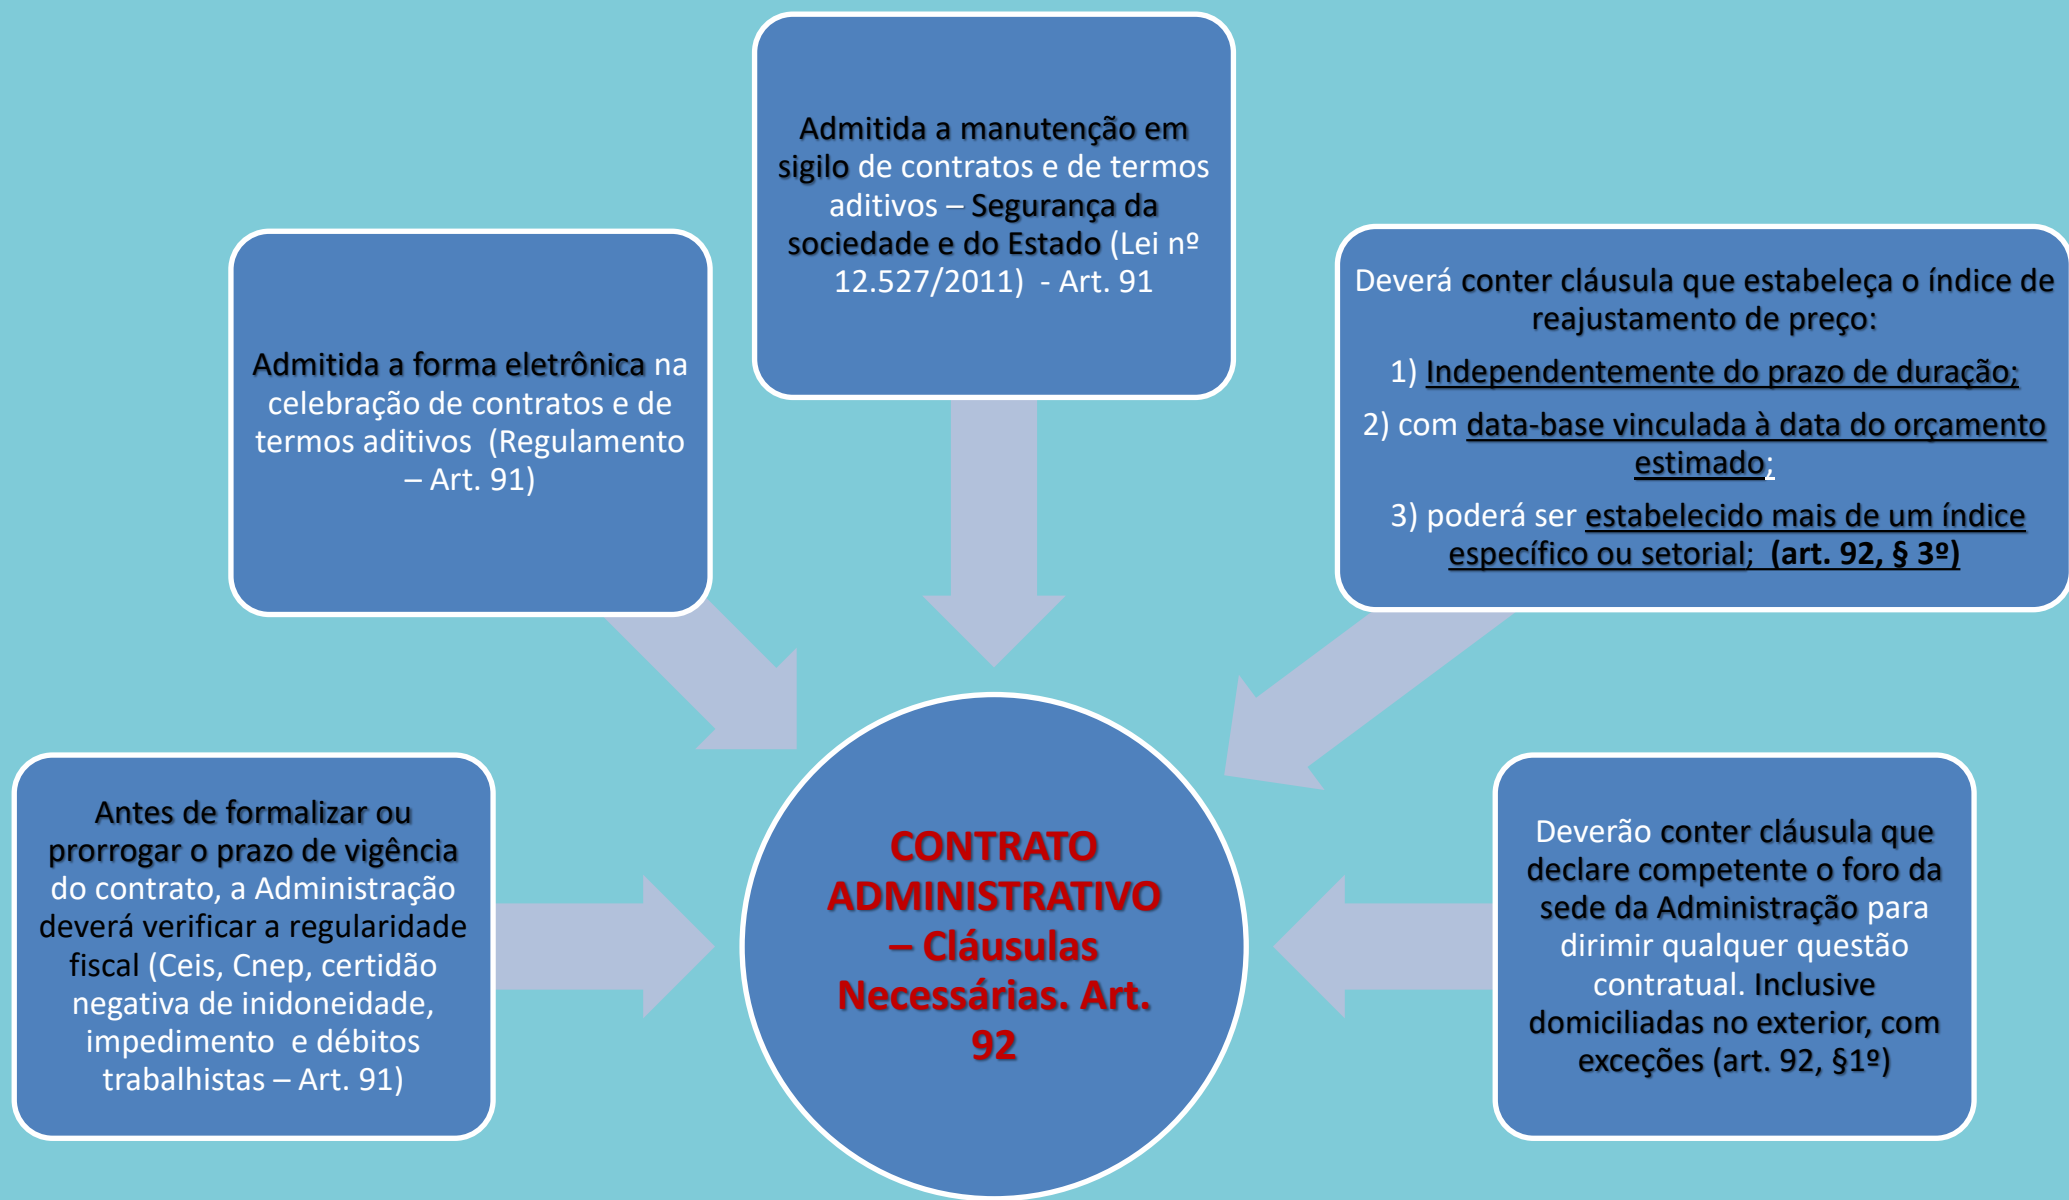 Admitida a manutenção em
sigilo de contratos e de termos
aditivos – Segurança da
sociedade e do Estado (Lei nº
12.527/2011)  - Art. 91
Admitida a forma eletrônica na
celebração de contratos e de
termos aditivos  (Regulamento
– Art. 91)
Deverá conter cláusula que estabeleça o índice de
reajustamento de preço:
1) Independentemente do prazo de duração;
2) com data-base vinculada à data do orçamento
estimado;
3) poderá ser estabelecido mais de um índice
específico ou setorial;  (art. 92, § 3º)
Antes de formalizar ou
prorrogar o prazo de vigência
do contrato, a Administração
deverá verificar a regularidade
fiscal (Ceis, Cnep, certidão
negativa de inidoneidade,
impedimento  e débitos
trabalhistas – Art. 91)
CONTRATO
ADMINISTRATIVO
– Cláusulas
Necessárias. Art.
92
Deverão conter cláusula que
declare competente o foro da
sede da Administração para
dirimir qualquer questão
contratual. Inclusive
domiciliadas no exterior, com
exceções (art. 92, §1º)